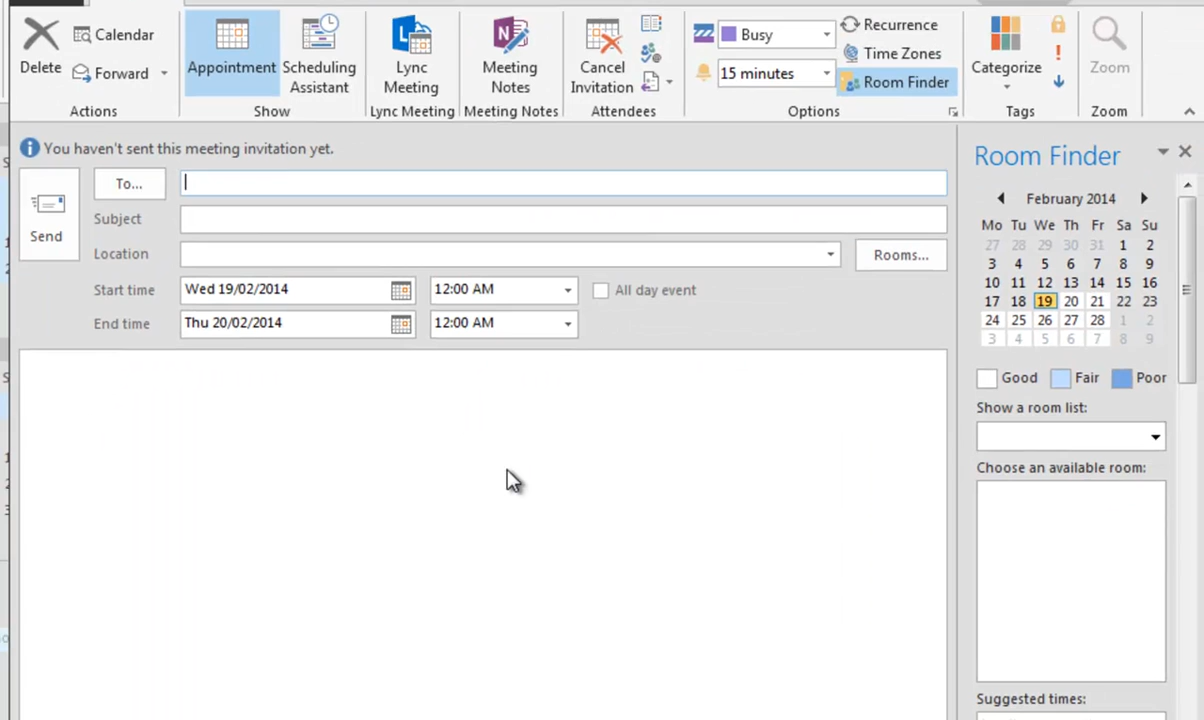 Delete
Calendar
Forward
Actions
Appointment
Scheduling
Assistant
Show
Lync
Meeting
Lync Meeting
Meeting
Notes
Meeting Notes
Cancel
Invitation
Attendees
Busy
15 minutes
Recurrence
Time Zones
Room Finder
Options
Categorize
Tags
Zoom
Zoom
You haven't sent this meeting invitation yet.
Send
To...
Subject
Location
Rooms...
Start time Wed 19/02/2014 12:00 AM All day event
End time Thu 20/02/2014 12:00 AM
Room Finder
February 2014
Mo Tu We Th Fr Sa Su
27 28 29 30 31 1 2
3 4 5 6 7 8 9
10 11 12 13 14 15 16
17 18 19 20 21 22 23
24 25 26 27 28 1 2
3 4 5 6 7 8 9
Good Fair Poor
Show a room list:
Choose an available room:
Suggested times: